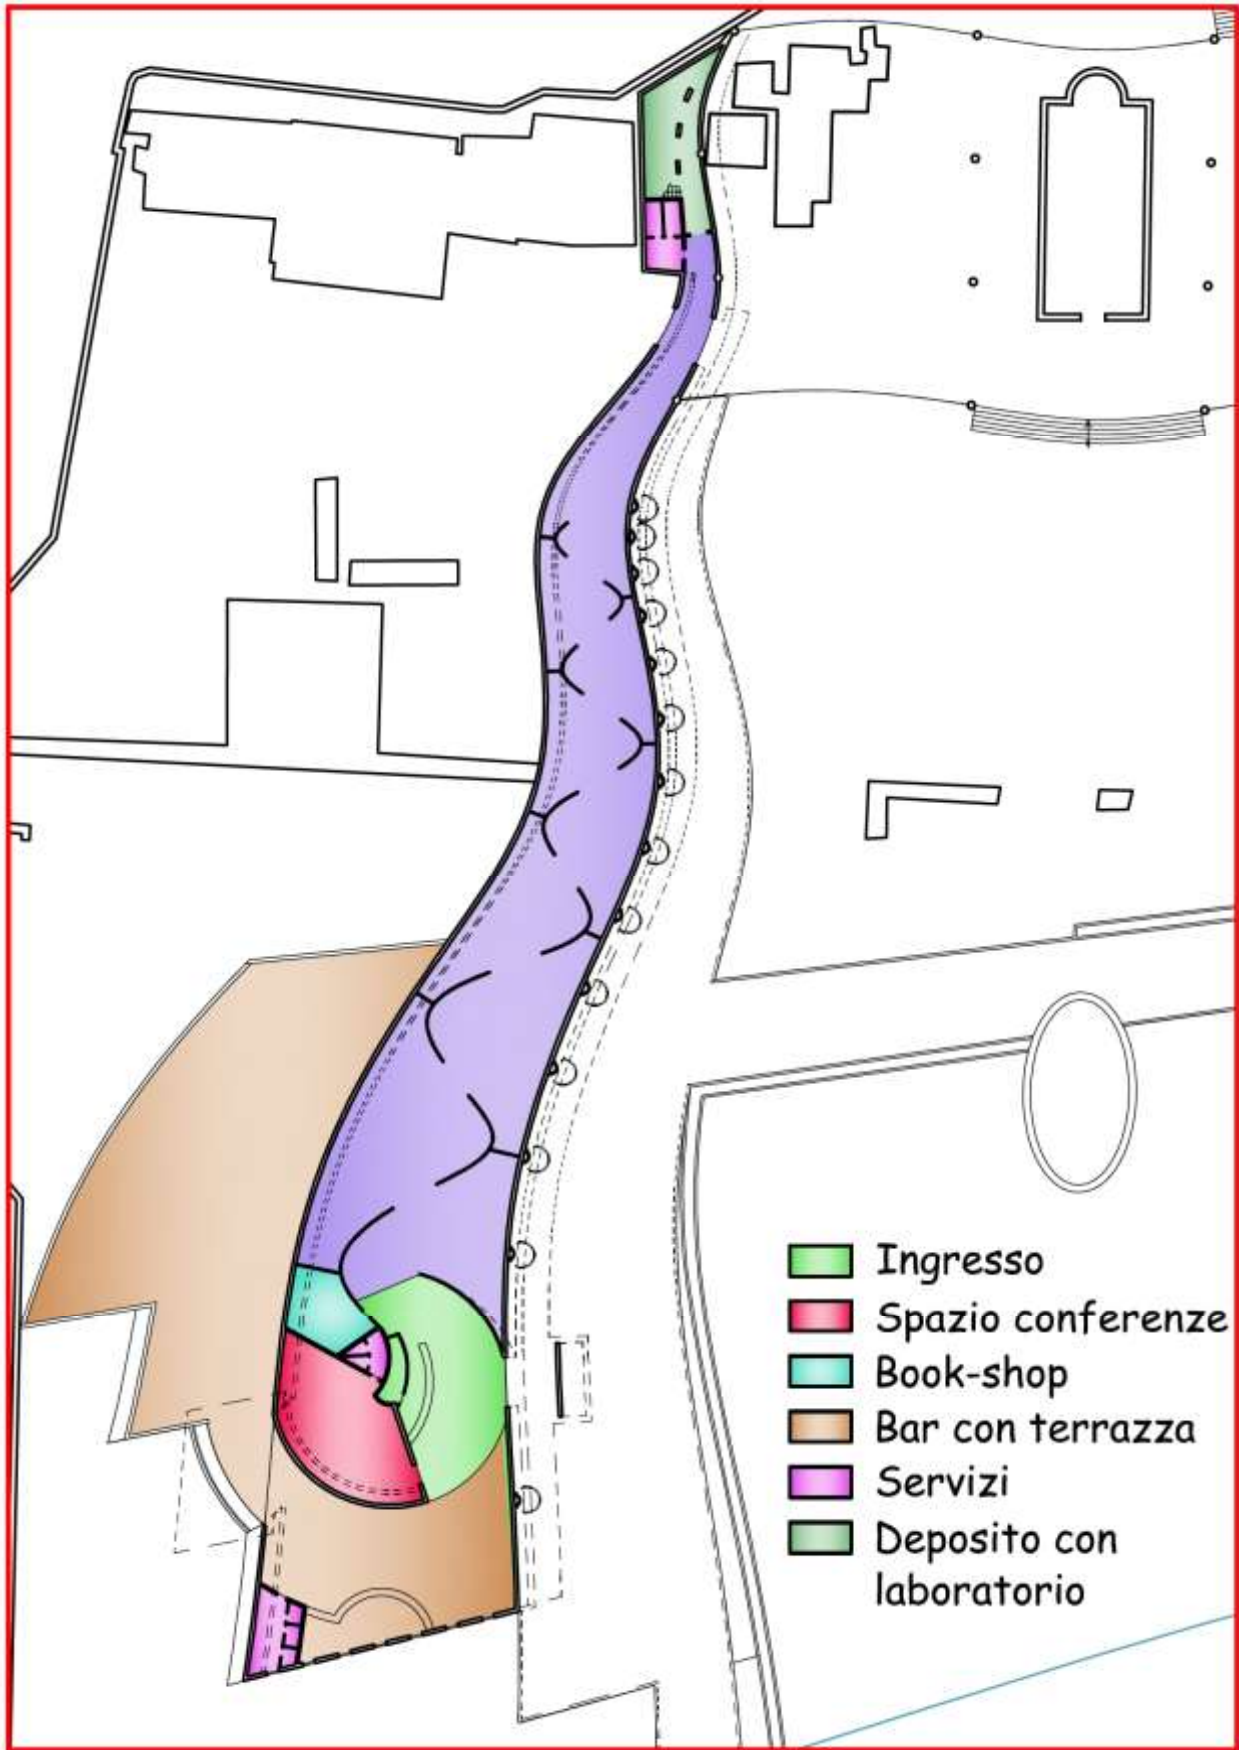 Ingresso
Spazio conferenze
Book-shop
Bar con terrazza
Servizi
Deposito con
laboratorio